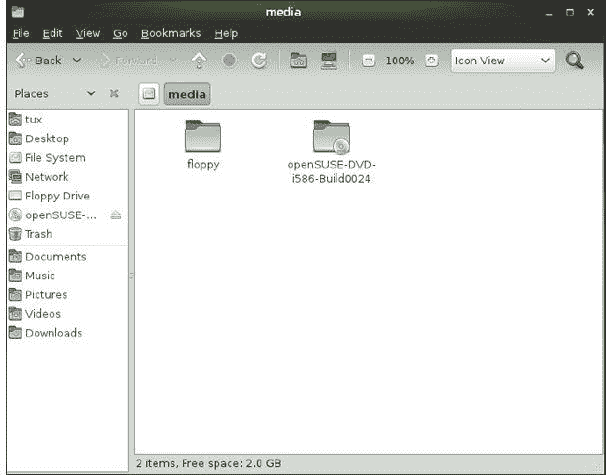 media
File Edit View Go Bookmarks Help
Back Forward 100% Icon View
Places media
tux
Desktop
File System
Network
Floppy Drive
openSUSE-...
Trash
Documents
Music
Pictures
Videos
Downloads
floppy
openSUSE-DVD-
i586-Build0024
2 items, Free space: 2.0 GB